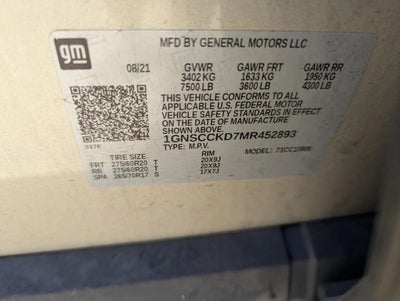 gm
MFD BY GENERAL MOTORS LLC
08/21 GVWR GAWR FRT GAWR RR
3402 KG 1633 KG 1950 KG
7500 LB 3600 LB 4300 LB
THIS VEHICLE CONFORMS TO ALL
APPLICABLE U.S. FEDERAL MOTOR
VEHICLE SAFETY STANDARDS IN EFFECT
ON THE DATE OF MANUFACTURE SHOWN ABOVE.
1GNSCCKD7MR452893
TYPE: M.P.V. MODEL:
TIRE SIZE RIM
FRT 275/60R20 T 20X9J
RR 275/60R20 T 20X9J
SPA 265/70R17 S 17X7J